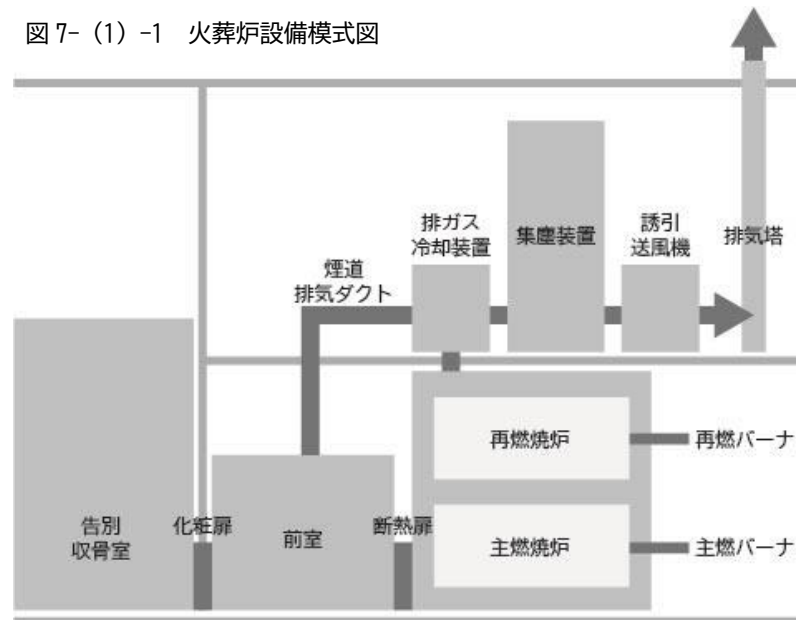 図 7-（1）-1　火葬炉設備模式図
排ガス
冷却装置
集塵装置
誘引
送風機
排気塔
煙道
排気ダクト
再燃焼炉
再燃バーナ
告別
収骨室
化粧扉
前室
断熱扉
主燃焼炉
主燃バーナ